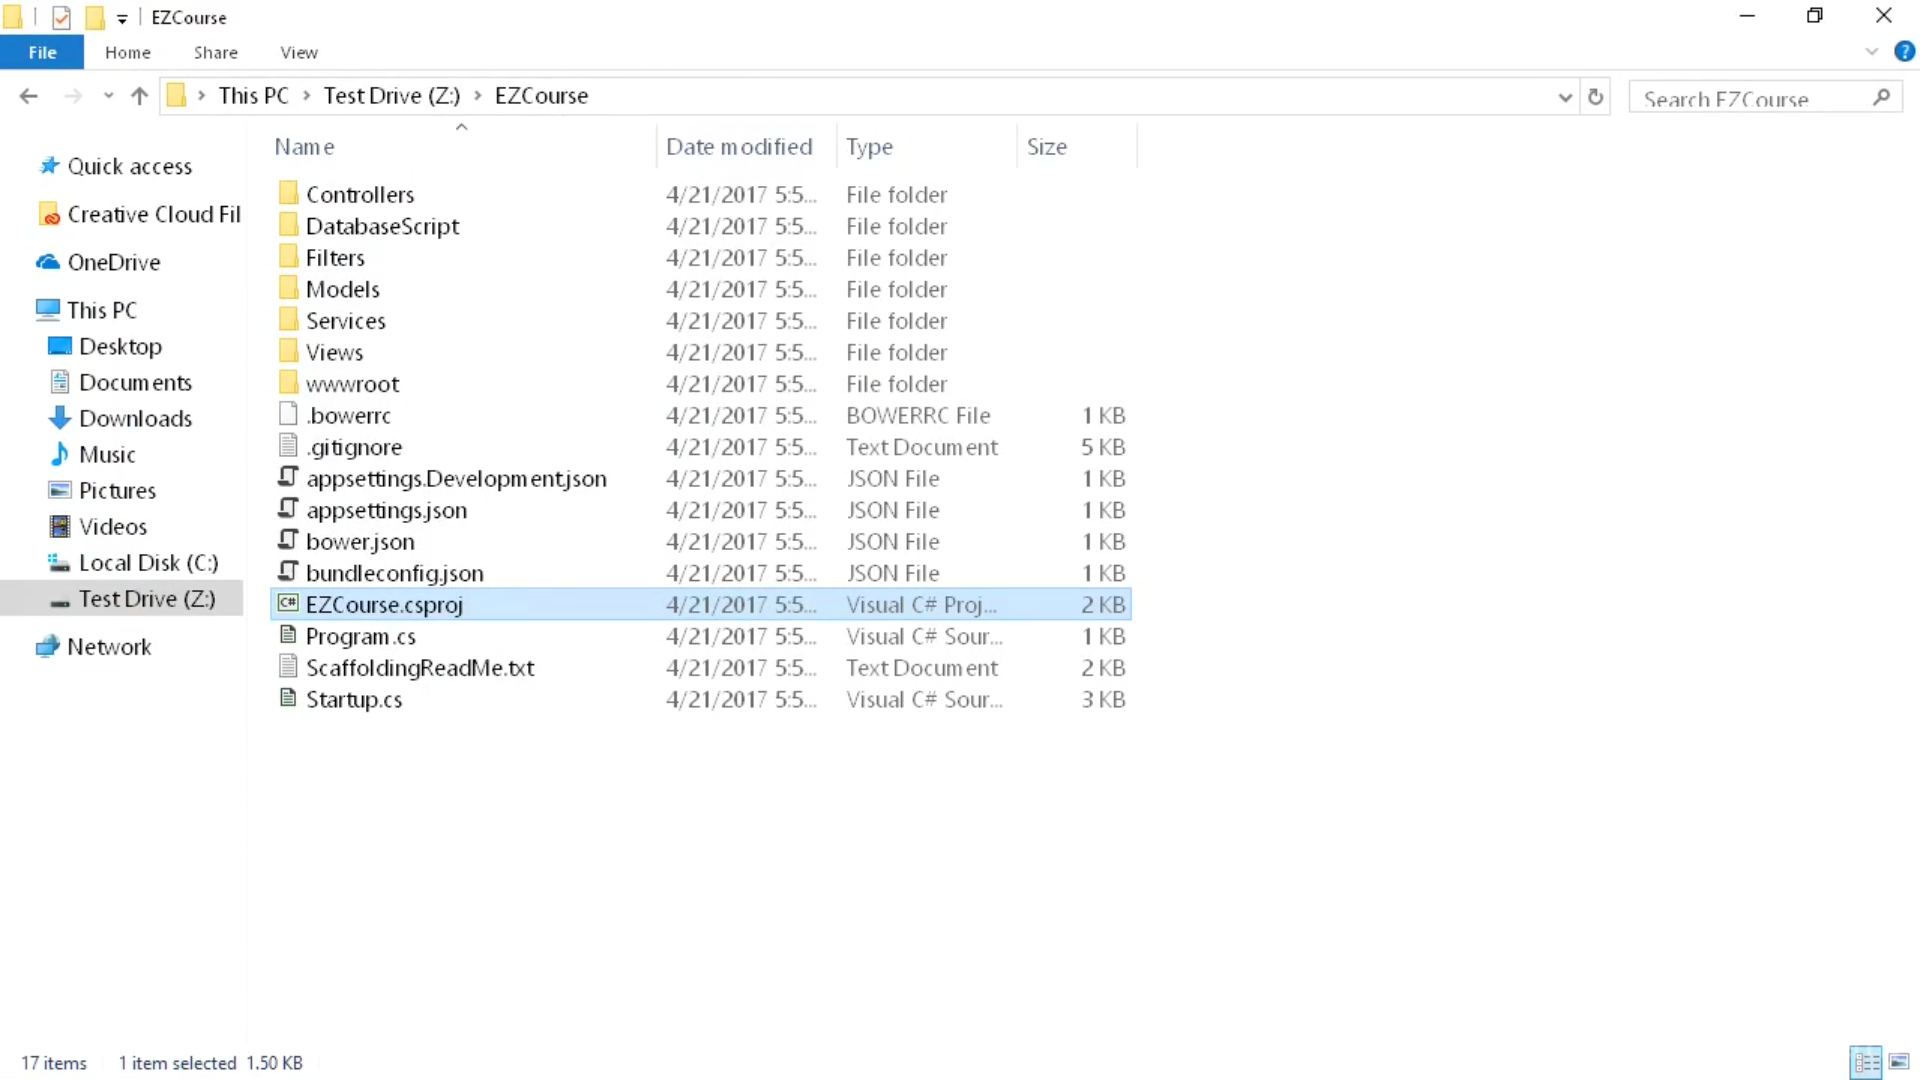 EZCourse
File Home Share View
This PC Test Drive (Z:) EZCourse Search EZCourse
Name Date modified Type Size
Quick access
Creative Cloud Fil
OneDrive
This PC
Desktop
Documents
Downloads
Music
Pictures
Videos
Local Disk (C:)
Test Drive (Z:)
Network
Controllers 4/21/2017 5:5... File folder
DatabaseScript 4/21/2017 5:5... File folder
Filters 4/21/2017 5:5... File folder
Models 4/21/2017 5:5... File folder
Services 4/21/2017 5:5... File folder
Views 4/21/2017 5:5... File folder
wwwroot 4/21/2017 5:5... File folder
.bowerrc 4/21/2017 5:5... BOWERRC File 1 KB
.gitignore 4/21/2017 5:5... Text Document 5 KB
appsettings.Development.json 4/21/2017 5:5... JSON File 1 KB
appsettings.json 4/21/2017 5:5... JSON File 1 KB
bower.json 4/21/2017 5:5... JSON File 1 KB
bundleconfig.json 4/21/2017 5:5... JSON File 1 KB
C# EZCourse.csproj 4/21/2017 5:5... Visual C# Proj... 2 KB
Program.cs 4/21/2017 5:5... Visual C# Sour... 1 KB
ScaffoldingReadMe.txt 4/21/2017 5:5... Text Document 2 KB
Startup.cs 4/21/2017 5:5... Visual C# Sour... 3 KB
17 items 1 item selected 1.50 KB